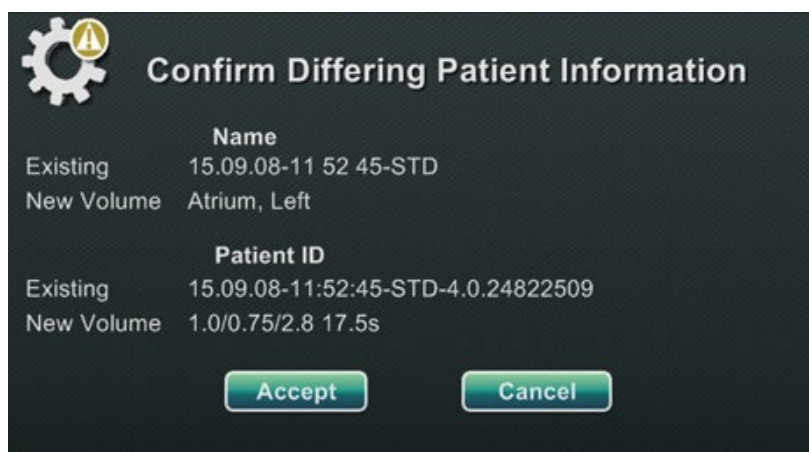 Confirm Differing Patient Information
Name
Existing 15.09.08-11 52 45-STD
New Volume Atrium, Left
Patient ID
Existing 15.09.08-11:52:45-STD-4.0.24822509
New Volume 1.0/0.75/2.8 17.5s
Accept Cancel